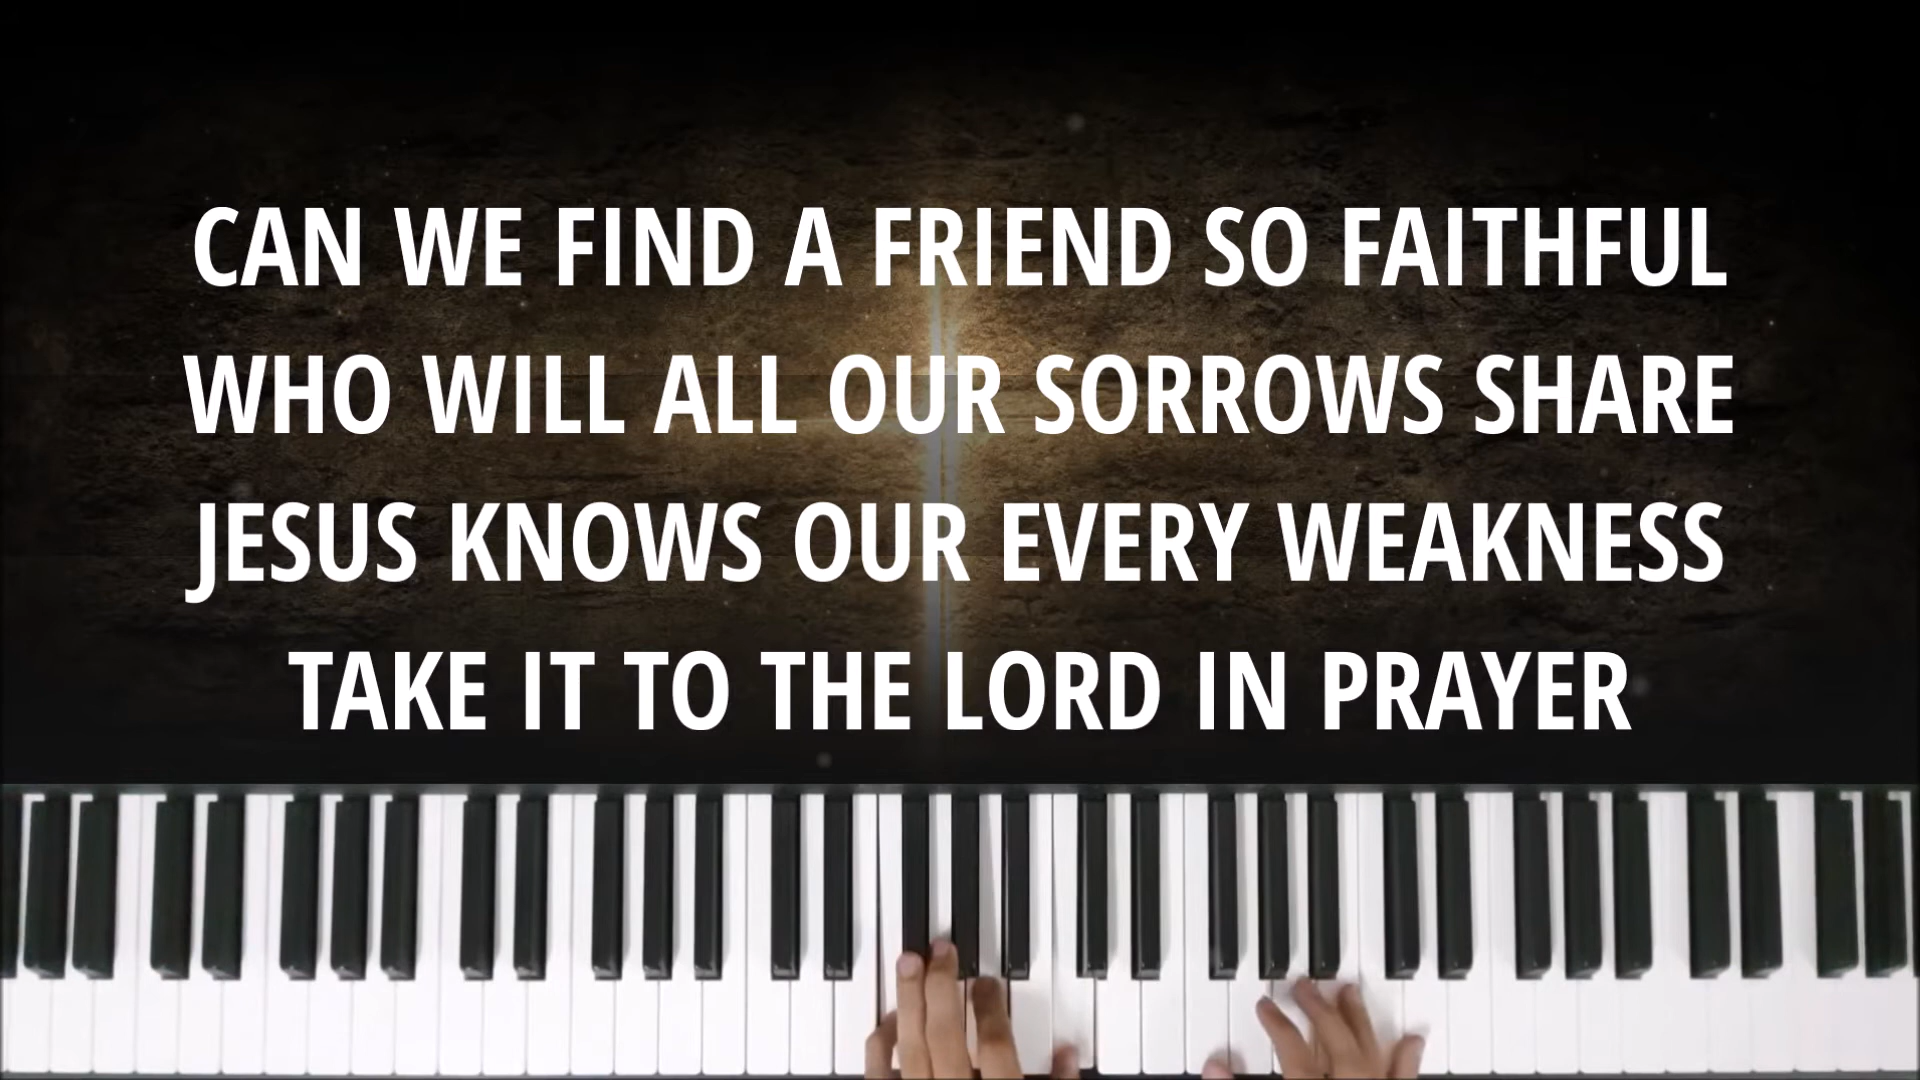 CAN WE FIND A FRIEND SO FAITHFUL
WHO WILL ALL OUR SORROWS SHARE
JESUS KNOWS OUR EVERY WEAKNESS
TAKE IT TO THE LORD IN PRAYER